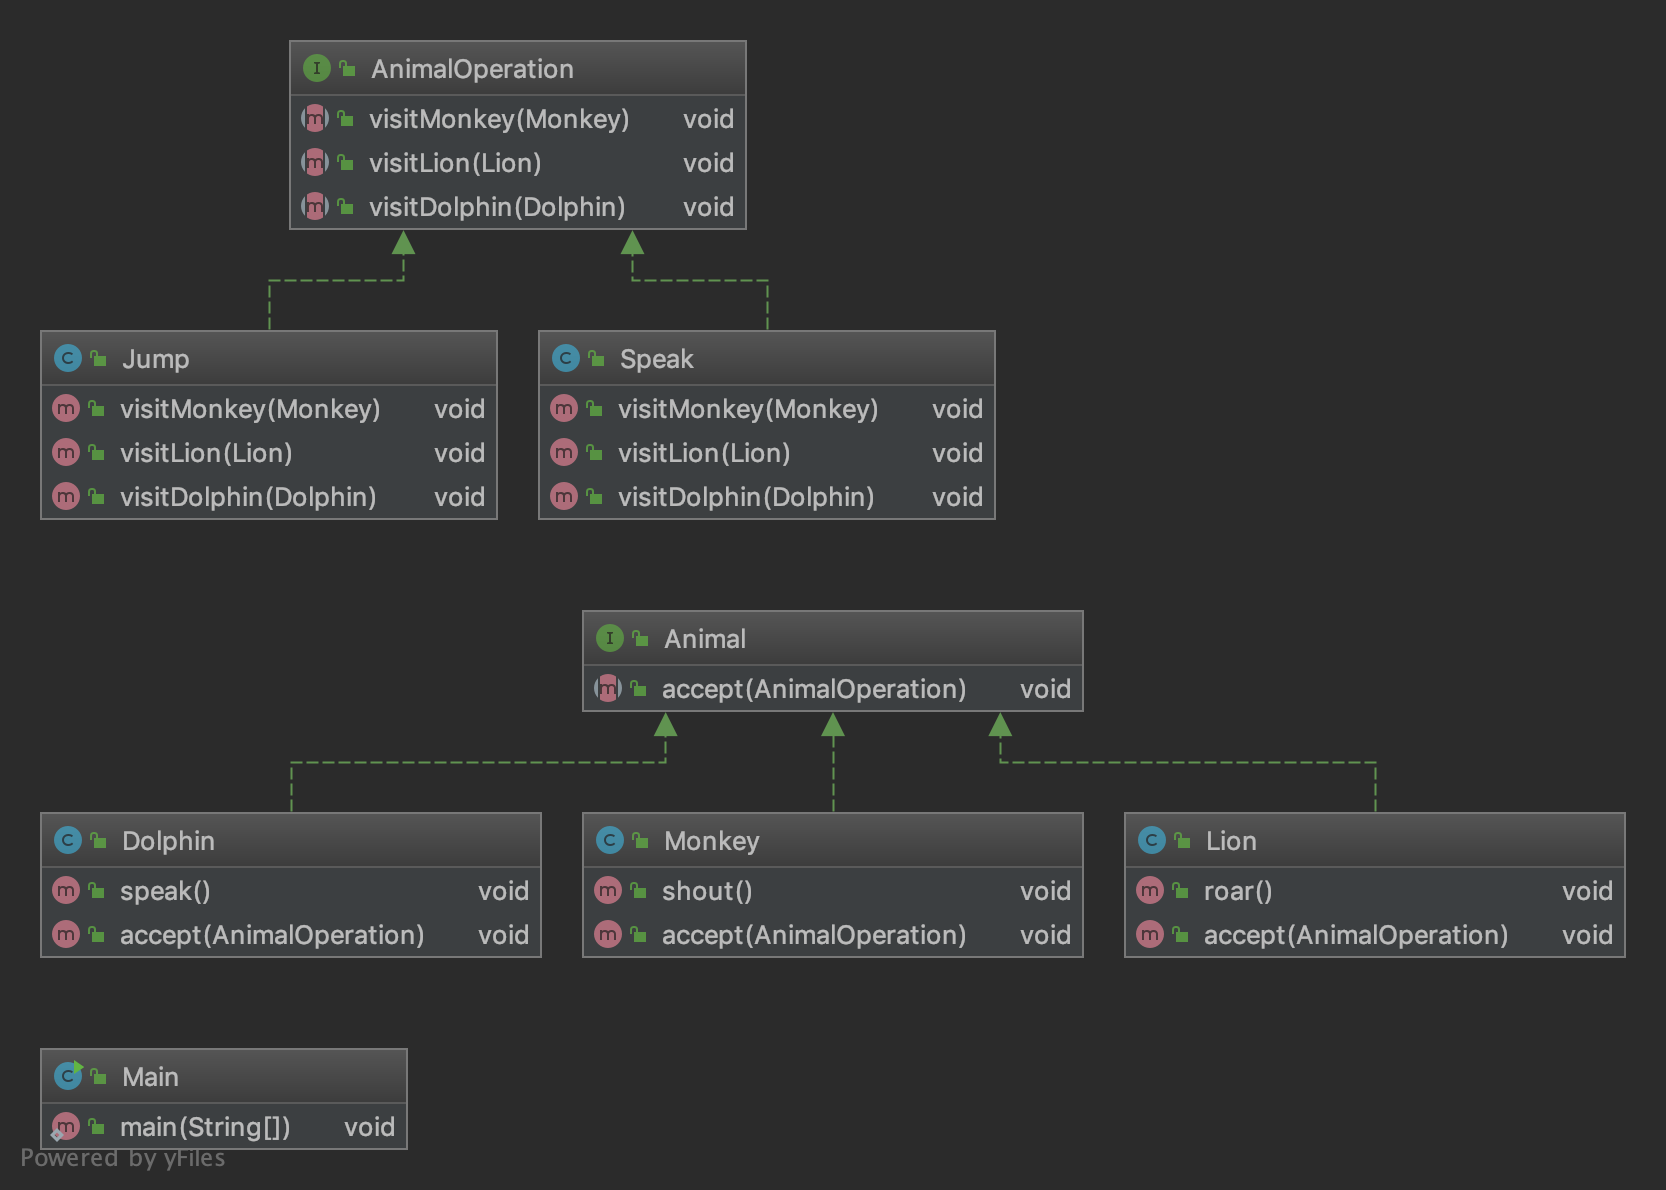 AnimalOperation
visitMonkey(Monkey) void
visitLion(Lion) void
visitDolphin(Dolphin) void
Jump
visitMonkey(Monkey) void
visitLion(Lion) void
visitDolphin(Dolphin) void
Speak
visitMonkey(Monkey) void
visitLion(Lion) void
visitDolphin(Dolphin) void
Animal
accept(AnimalOperation) void
Dolphin
speak() void
accept(AnimalOperation) void
Monkey
shout() void
accept(AnimalOperation) void
Lion
roar() void
accept(AnimalOperation) void
Main
main(String[]) void
Powered by yFiles